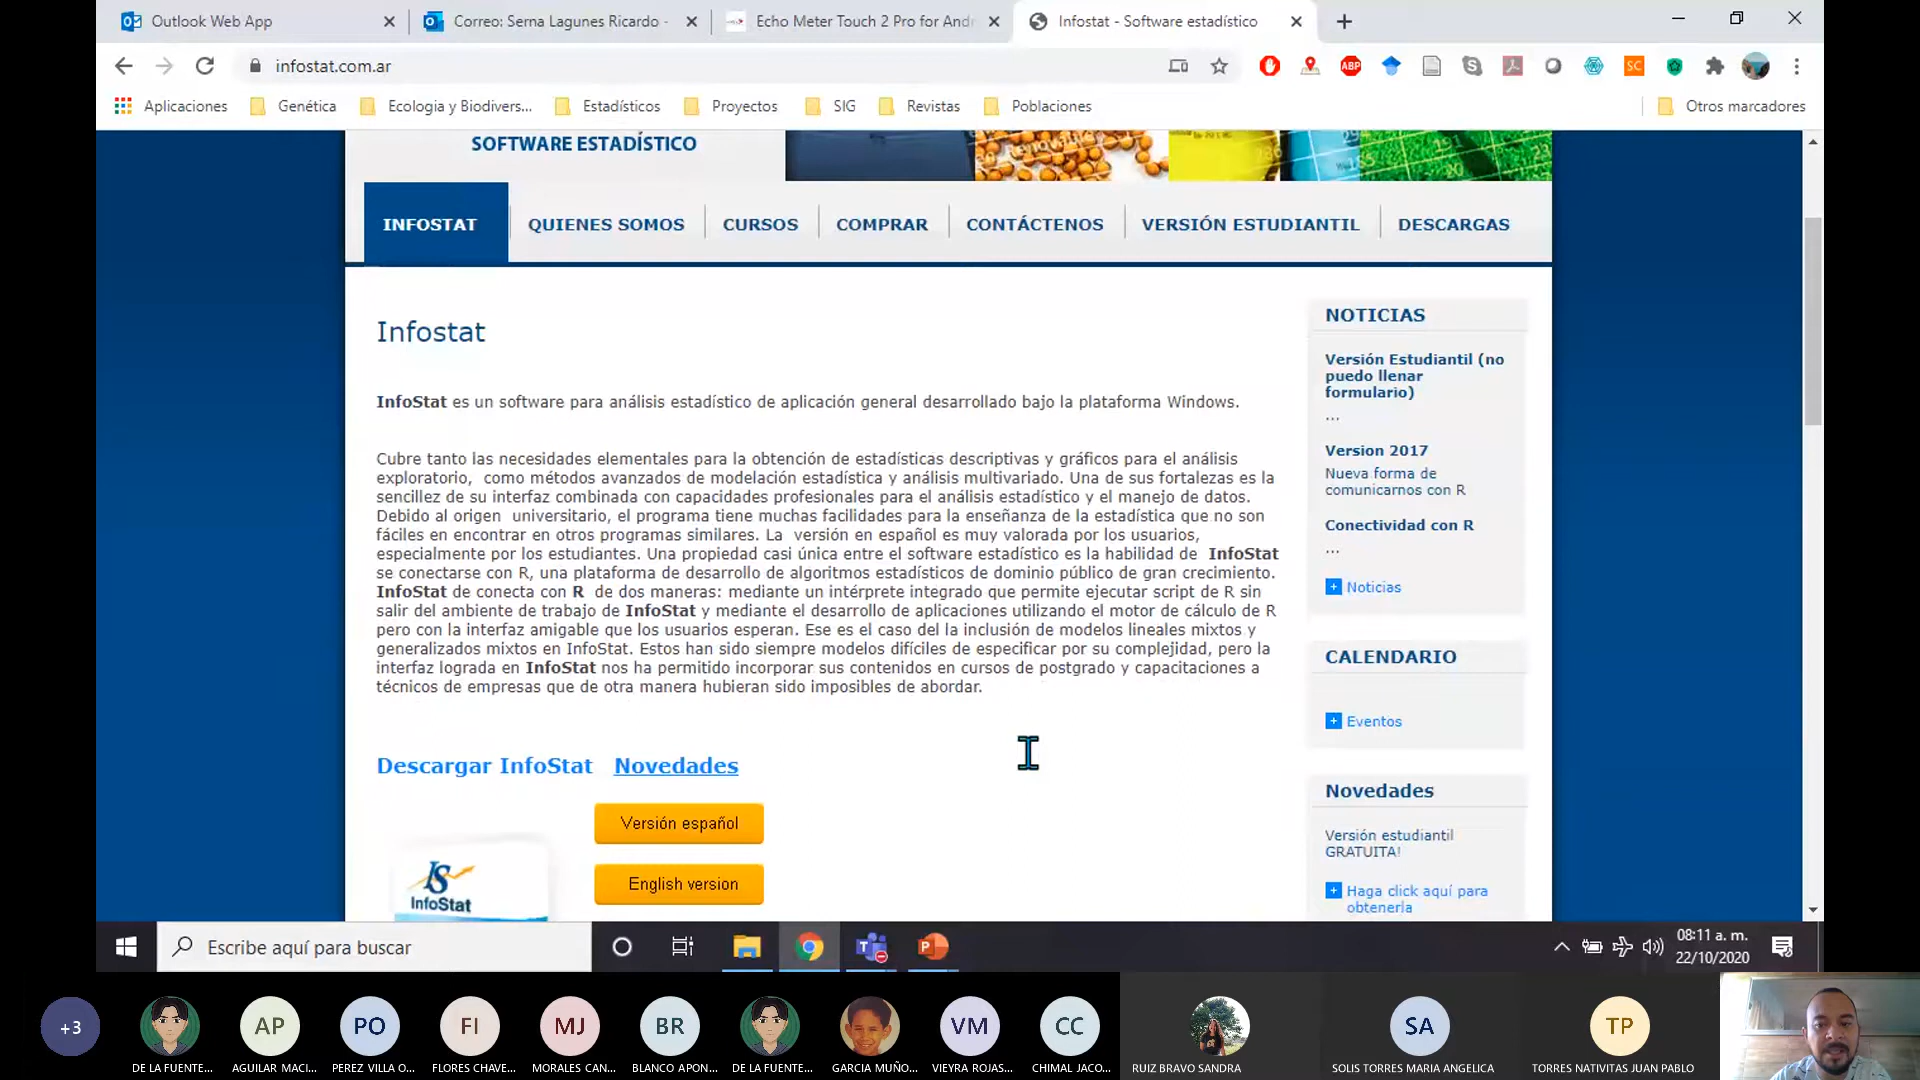 Outlook Web App
Correo: Serna Lagunes Ricardo -
Echo Meter Touch 2 Pro for Andr
Infostat - Software estadístico
infostat.com.ar
ABP
SC
Aplicaciones
Genética
Ecologia y Biodivers...
Estadísticos
Proyectos
SIG
Revistas
Poblaciones
Otros marcadores
SOFTWARE ESTADÍSTICO
INFOSTAT
QUIENES SOMOS
CURSOS
COMPRAR
CONTÁCTENOS
VERSIÓN ESTUDIANTIL
DESCARGAS
Infostat
InfoStat es un software para análisis estadístico de aplicación general desarrollado bajo la plataforma Windows.
Cubre tanto las necesidades elementales para la obtención de estadísticas descriptivas y gráficos para el análisis
exploratorio, como métodos avanzados de modelación estadística y análisis multivariado. Una de sus fortalezas es la
sencillez de su interfaz combinada con capacidades profesionales para el análisis estadístico y el manejo de datos.
Debido al origen universitario, el programa tiene muchas facilidades para la enseñanza de la estadística que no son
fáciles en encontrar en otros programas similares. La versión en español es muy valorada por los usuarios,
especialmente por los estudiantes. Una propiedad casi única entre el software estadístico es la habilidad de InfoStat
se conectarse con R, una plataforma de desarrollo de algoritmos estadísticos de dominio público de gran crecimiento.
InfoStat de conecta con R de dos maneras: mediante un intérprete integrado que permite ejecutar script de R sin
salir del ambiente de trabajo de InfoStat y mediante el desarrollo de aplicaciones utilizando el motor de cálculo de R
pero con la interfaz amigable que los usuarios esperan. Ese es el caso del la inclusión de modelos lineales mixtos y
generalizados mixtos en InfoStat. Estos han sido siempre modelos difíciles de especificar por su complejidad, pero la
interfaz lograda en InfoStat nos ha permitido incorporar sus contenidos en cursos de postgrado y capacitaciones a
técnicos de empresas que de otra manera hubieran sido imposibles de abordar.
Descargar InfoStat Novedades
Versión español
English version
IS
InfoStat
NOTICIAS
Versión Estudiantil (no
puedo llenar
formulario)
...
Version 2017
Nueva forma de
comunicarnos con R
Conectividad con R
...
Noticias
CALENDARIO
Eventos
Novedades
Versión estudiantil
GRATUITA!
Haga click aquí para
obtenerla
Escribe aquí para buscar
08:11 a. m.
22/10/2020
+3
AP
PO
FI
MJ
BR
VM
CC
SA
TP
DE LA FUENTE...
AGUILAR MACI...
PEREZ VILLA O...
FLORES CHAVE...
MORALES CAN...
BLANCO APON...
DE LA FUENTE...
GARCIA MUÑO...
VIEYRA ROJAS...
CHIMAL JACO...
RUIZ BRAVO SANDRA
SOLIS TORRES MARIA ANGELICA
TORRES NATIVITAS JUAN PABLO